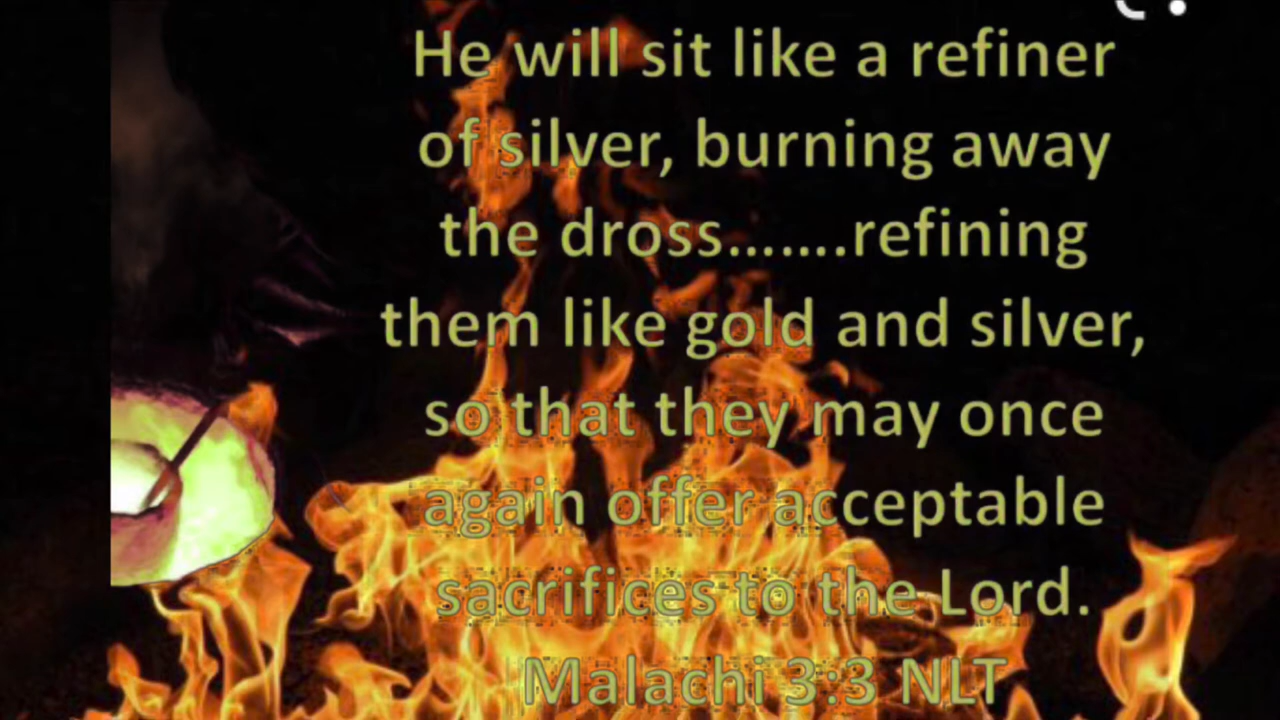 He will sit like a refiner
of silver, burning away
the dross…….refining
them like gold and silver,
so that they may once
again offer acceptable
sacrifices to the Lord.
Malachi 3:3 NLT